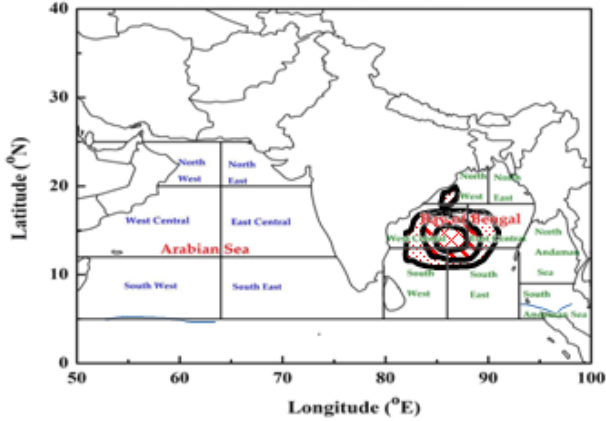 40
30
20
10
0
Latitude (°N)
North
West
North
East
West Central
East Central
Arabian Sea
South West
South East
North
West
North
East
Bay of Bengal
West Central
East Central
South
West
South
East
North
Andaman
Sea
South
Andaman Sea
50 60 70 80 90 100
Longitude (°E)